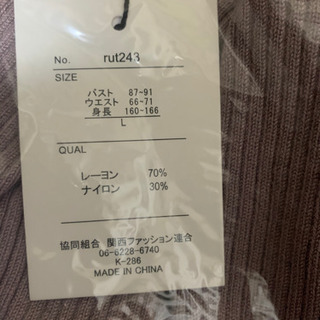 No. rut243
SIZE
バスト 87~91
ウエスト 66~71
身長 160~166
L
QUAL
レーヨン 70%
ナイロン 30%
協同組合 関西ファッション連合
06-6228-6740
K-286
MADE IN CHINA